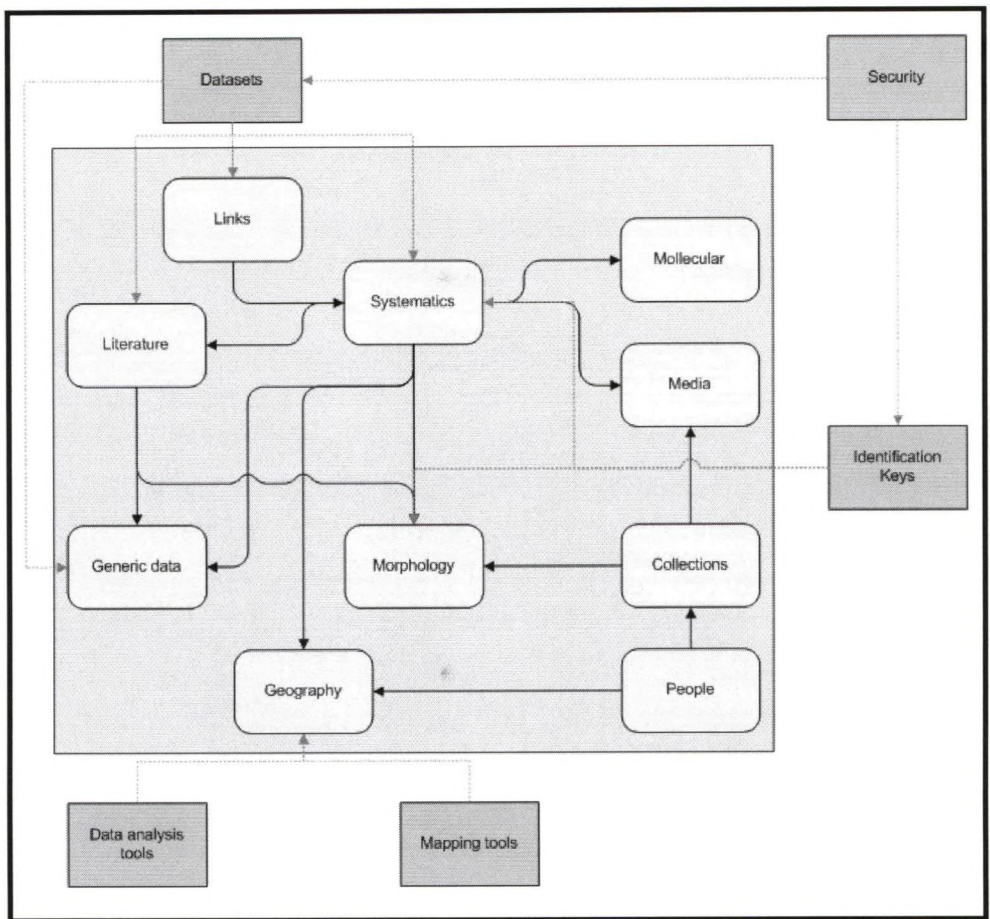 Datasets
Security
Links
Mollecular
Systematics
Literature
Media
Identification
Keys
Generic data
Morphology
Collections
Geography
People
Data analysis
tools
Mapping tools